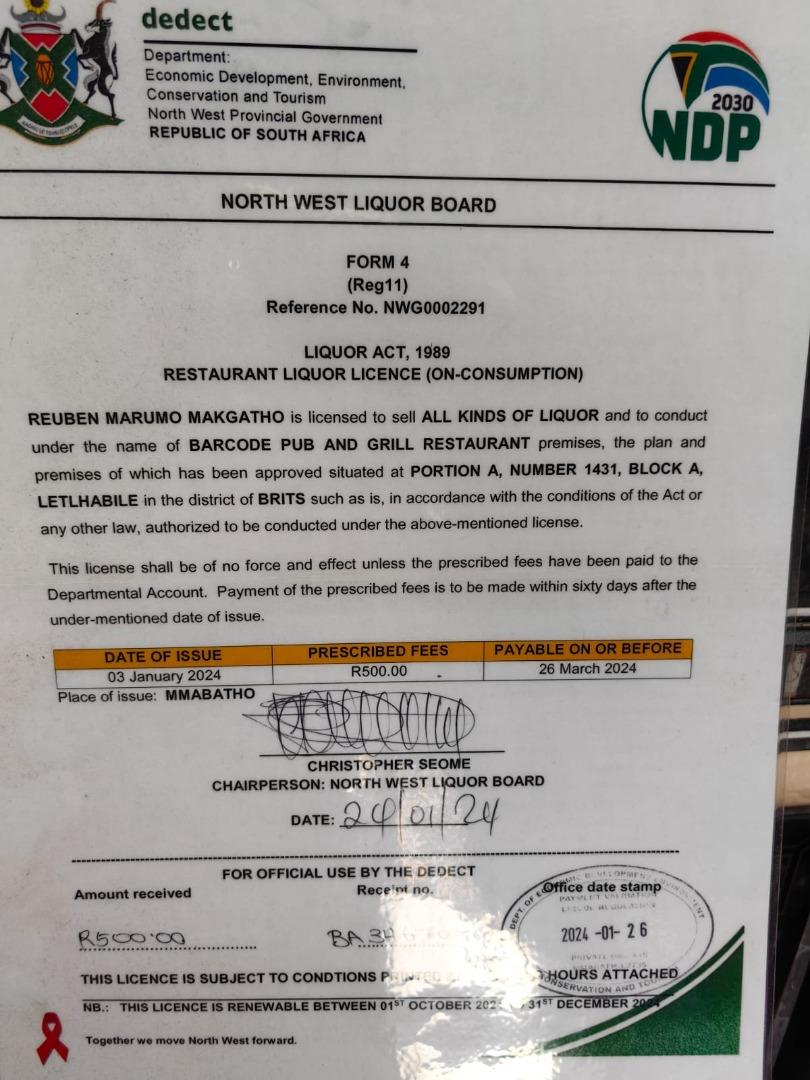 dedect
Department:
Economic Development, Environment,
Conservation and Tourism
North West Provincial Government
REPUBLIC OF SOUTH AFRICA
2030
NDP
NORTH WEST LIQUOR BOARD
FORM 4
(Reg11)
Reference No. NWG0002291
LIQUOR ACT, 1989
RESTAURANT LIQUOR LICENCE (ON-CONSUMPTION)
REUBEN MARUMO MAKGATHO is licensed to sell ALL KINDS OF LIQUOR and to conduct
under the name of BARCODE PUB AND GRILL RESTAURANT premises, the plan and
premises of which has been approved situated at PORTION A, NUMBER 1431, BLOCK A,
LETLHABILE in the district of BRITS such as is, in accordance with the conditions of the Act or
any other law, authorized to be conducted under the above-mentioned license.
This license shall be of no force and effect unless the prescribed fees have been paid to the
Departmental Account. Payment of the prescribed fees is to be made within sixty days after the
under-mentioned date of issue.
DATE OF ISSUE PRESCRIBED FEES PAYABLE ON OR BEFORE
03 January 2024 R500.00 26 March 2024
Place of issue: MMABATHO
CHRISTOPHER SEOME
CHAIRPERSON: NORTH WEST LIQUOR BOARD
DATE: 24/01/24
FOR OFFICIAL USE BY THE DEDECT
Amount received Receipt no. Office date stamp
R500.00
2024 -01- 26
THIS LICENCE IS SUBJECT TO CONDTIONS HOURS ATTACHED
NB.: THIS LICENCE IS RENEWABLE BETWEEN 01ST OCTOBER 31ST DECEMBER
Together we move North West forward.